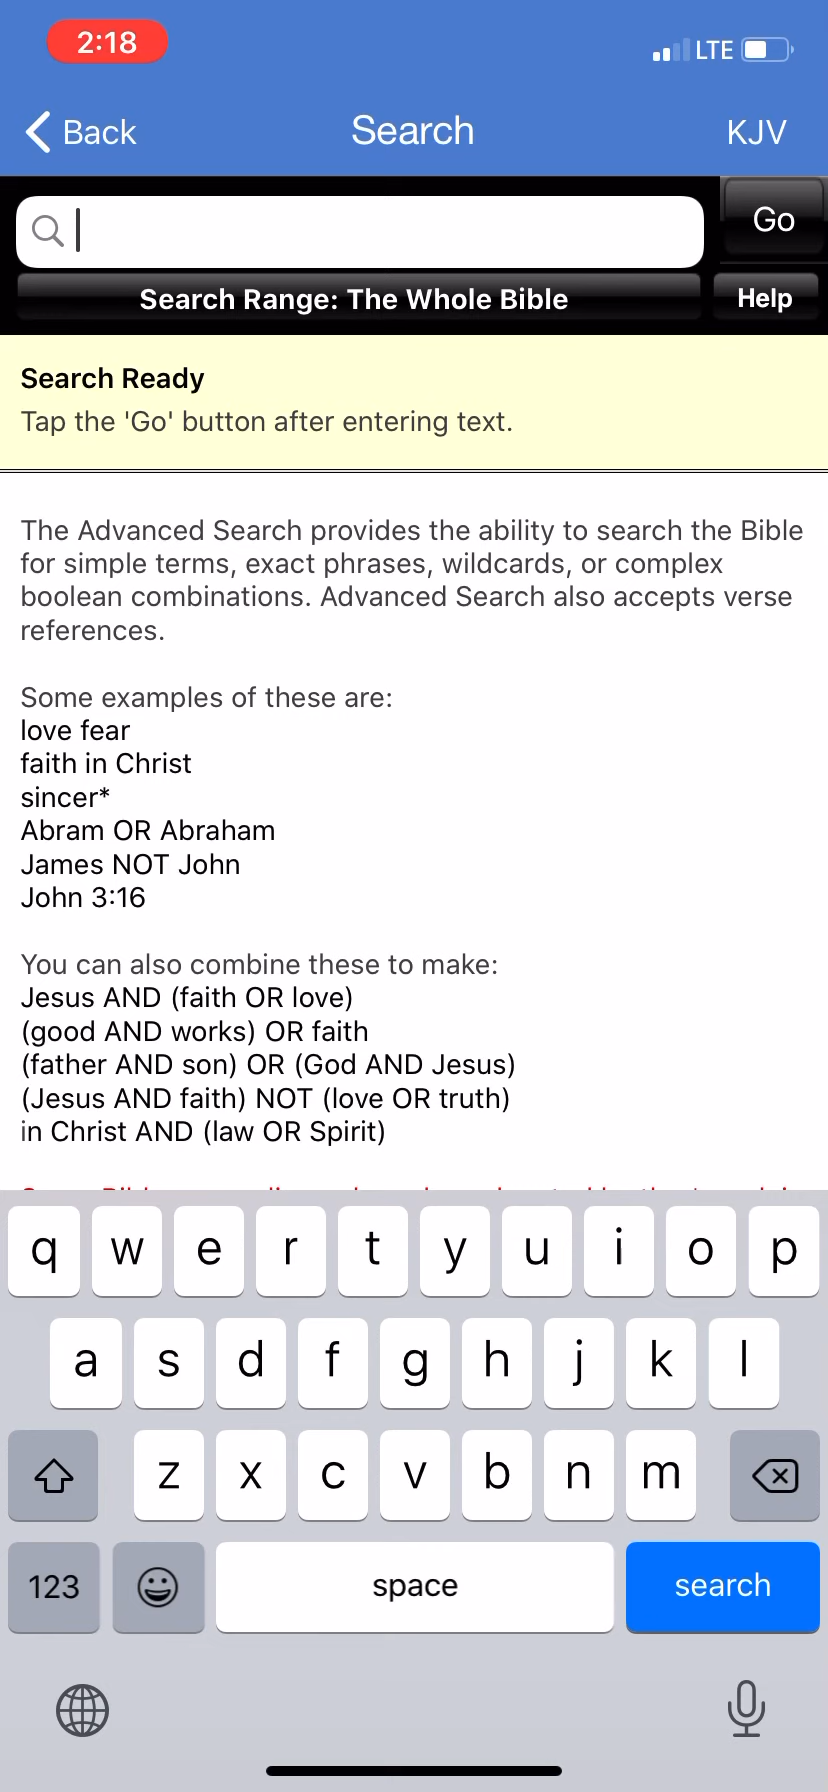 2:18
LTE
Back
Search
KJV
Go
Search Range: The Whole Bible
Help
Search Ready
Tap the 'Go' button after entering text.
The Advanced Search provides the ability to search the Bible
for simple terms, exact phrases, wildcards, or complex
boolean combinations. Advanced Search also accepts verse
references.
Some examples of these are:
love fear
faith in Christ
sincer*
Abram OR Abraham
James NOT John
John 3:16
You can also combine these to make:
Jesus AND (faith OR love)
(good AND works) OR faith
(father AND son) OR (God AND Jesus)
(Jesus AND faith) NOT (love OR truth)
in Christ AND (law OR Spirit)
q w e r t y u i o p
a s d f g h j k l
z x c v b n m
123
space
search